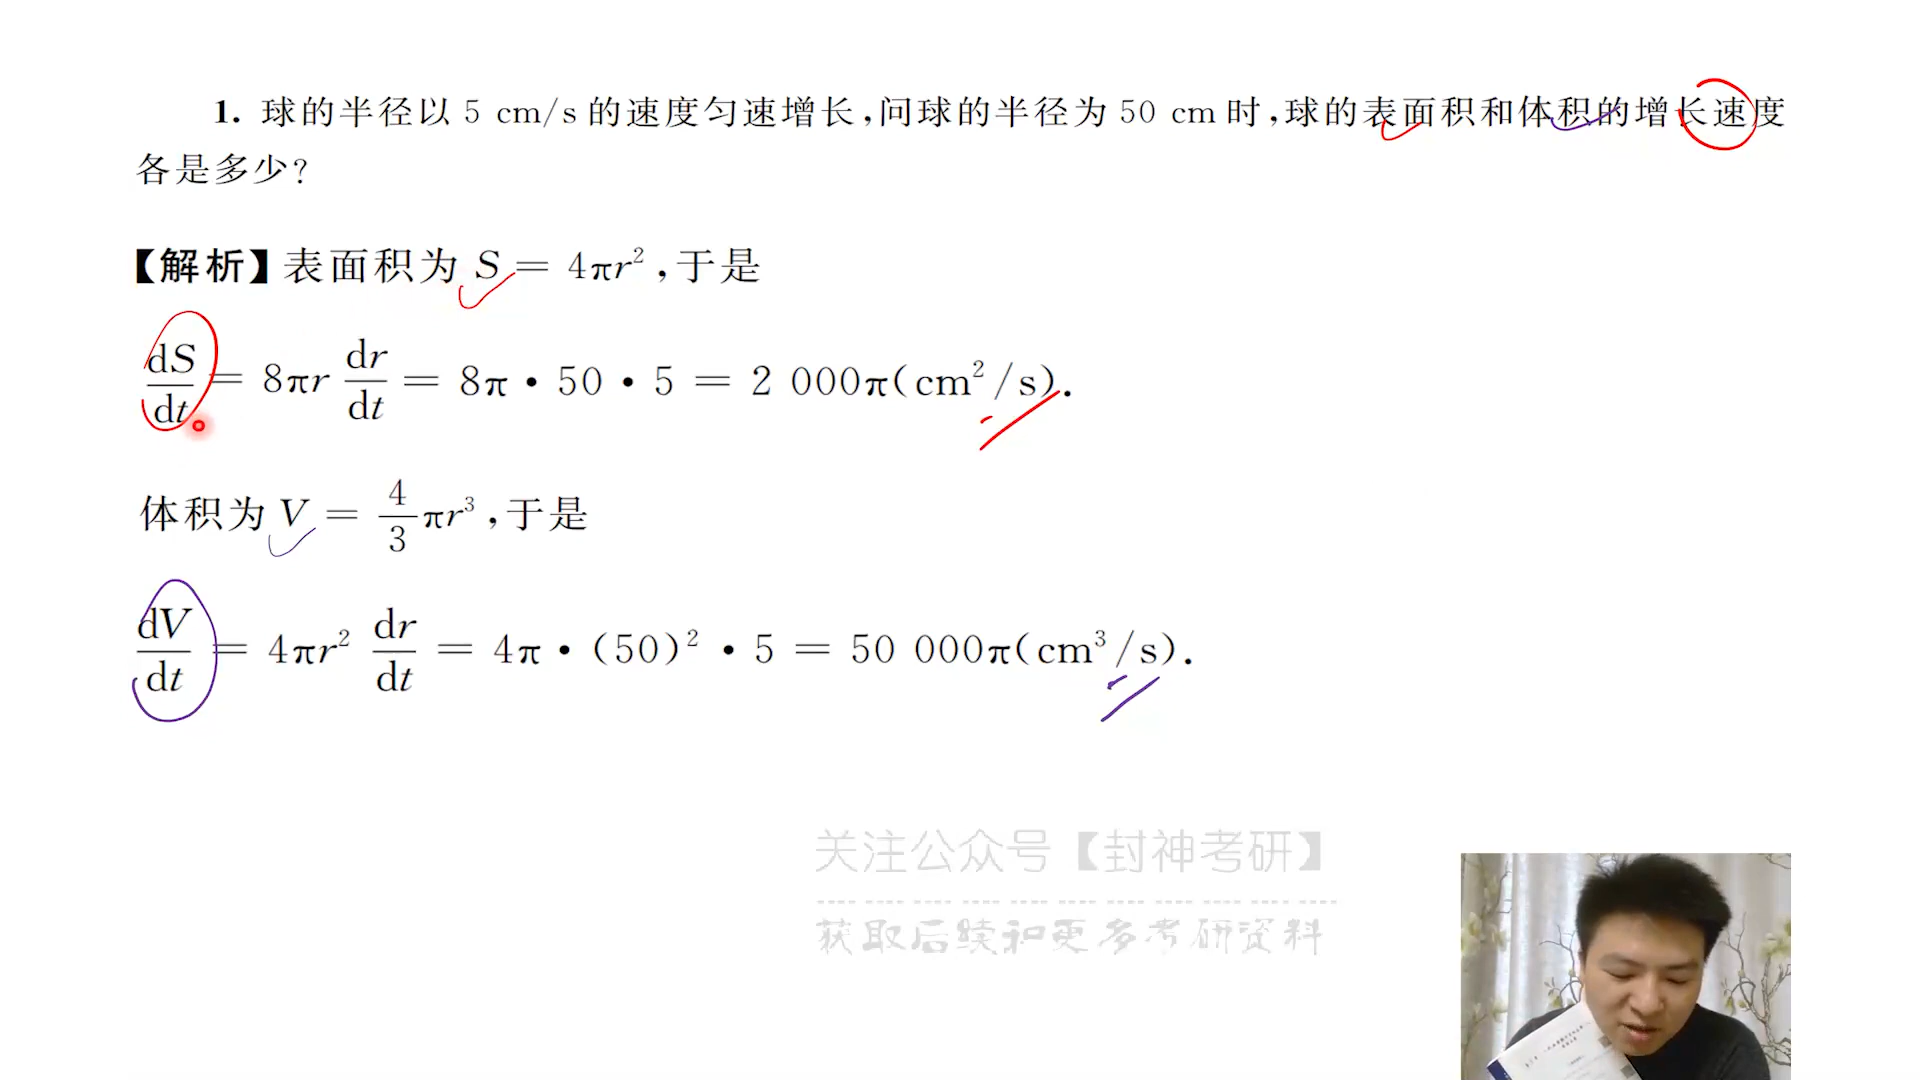 1. 球的半径以 5 cm/s 的速度匀速增长,问球的半径为 50 cm 时,球的表面积和体积的增长速度
各是多少?
【解析】表面积为 S = 4πr²,于是
dS/dt = 8πr dr/dt = 8π · 50 · 5 = 2 000π(cm²/s).
体积为 V = 4/3 πr³,于是
dV/dt = 4πr² dr/dt = 4π · (50)² · 5 = 50 000π(cm³/s).
关注公众号【封神考研】
获取后续和更多考研资料